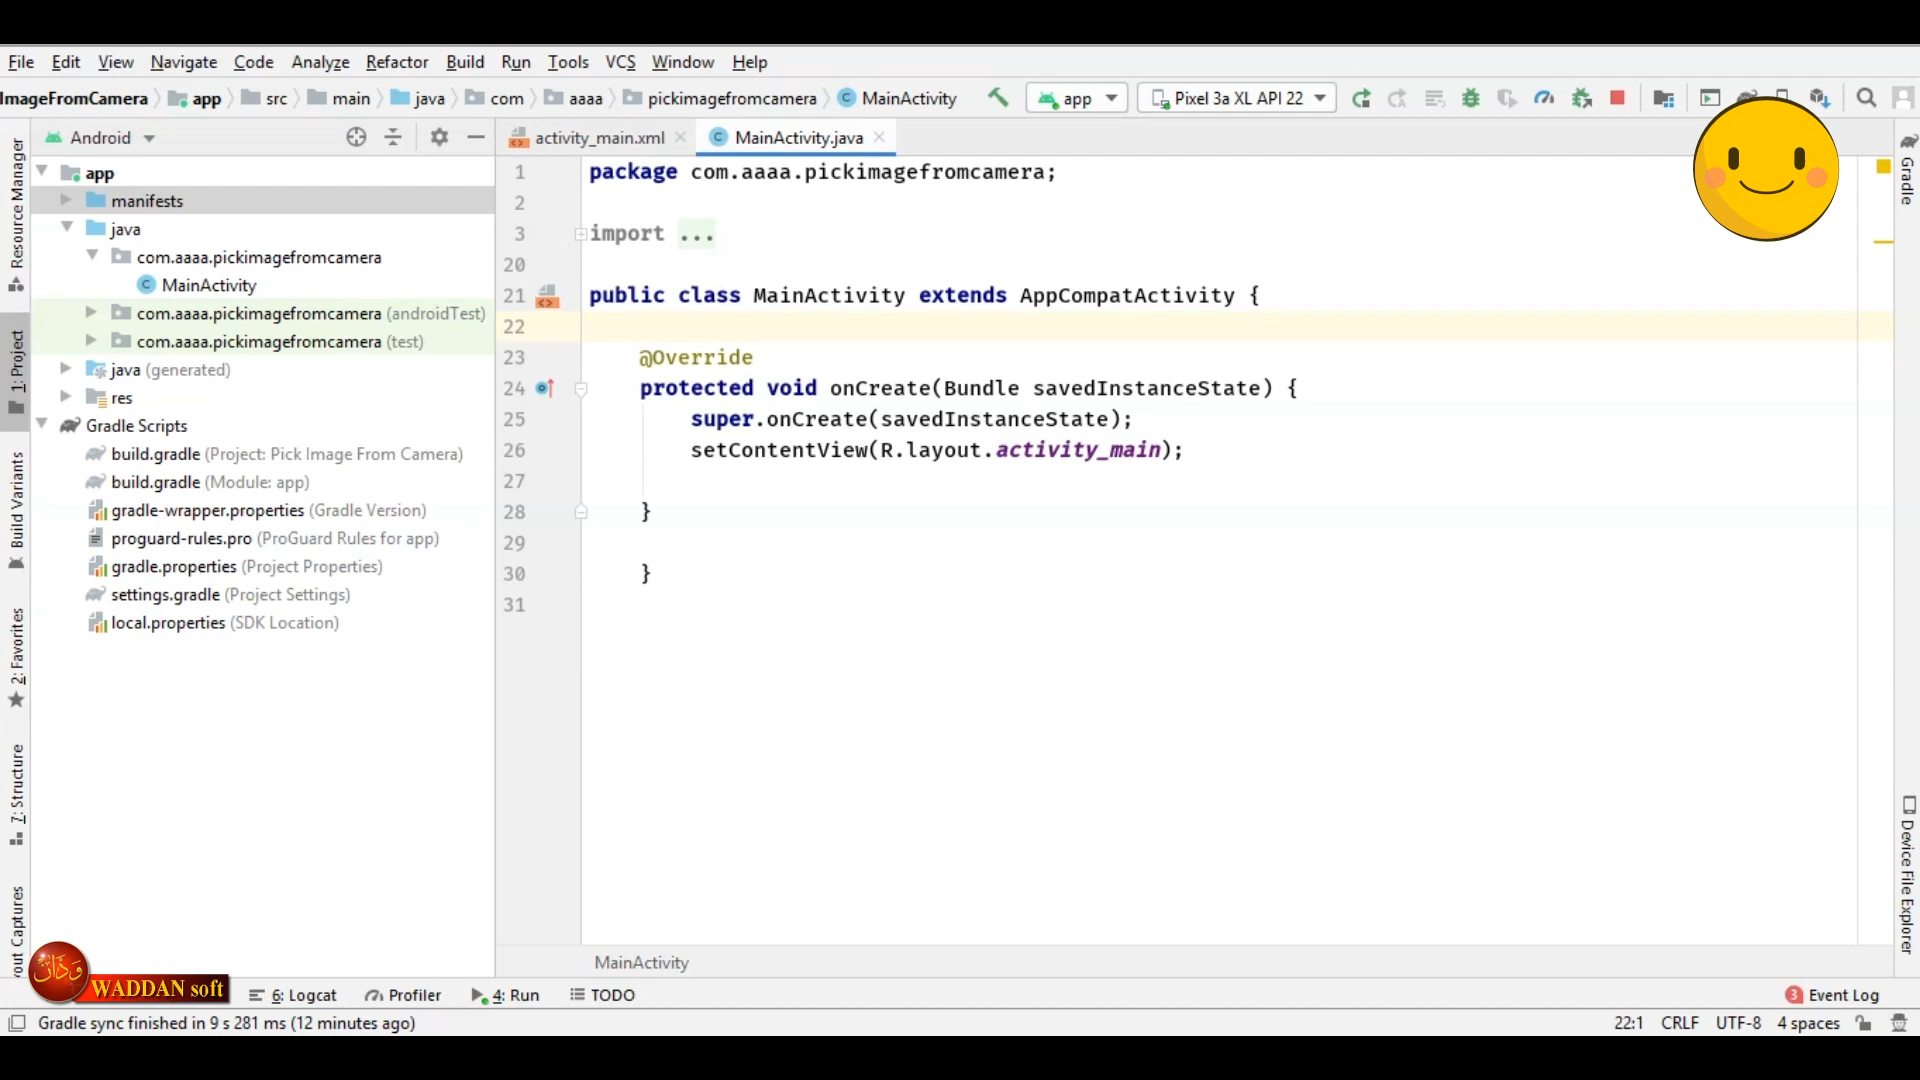 File Edit View Navigate Code Analyze Refactor Build Run Tools VCS Window Help
ImageFromCamera app src main java com aaaa pickimagefromcamera MainActivity app Pixel 3a XL API 22
Android
activity_main.xml MainActivity.java
app
manifests
java
com.aaaa.pickimagefromcamera
MainActivity
com.aaaa.pickimagefromcamera (androidTest)
com.aaaa.pickimagefromcamera (test)
java (generated)
res
Gradle Scripts
build.gradle (Project: Pick Image From Camera)
build.gradle (Module: app)
gradle-wrapper.properties (Gradle Version)
proguard-rules.pro (ProGuard Rules for app)
gradle.properties (Project Properties)
settings.gradle (Project Settings)
local.properties (SDK Location)
Resource Manager
1: Project
Build Variants
2: Favorites
7: Structure
out Captures
1 package com.aaaa.pickimagefromcamera;
2
3 import ...
20
21 public class MainActivity extends AppCompatActivity {
22
23 @Override
24 protected void onCreate(Bundle savedInstanceState) {
25 super.onCreate(savedInstanceState);
26 setContentView(R.layout.activity_main);
27
28 }
29
30 }
31
Gradle
Device File Explorer
MainActivity
ودّان
WADDAN soft
6: Logcat Profiler 4: Run TODO 3 Event Log
Gradle sync finished in 9 s 281 ms (12 minutes ago) 22:1 CRLF UTF-8 4 spaces